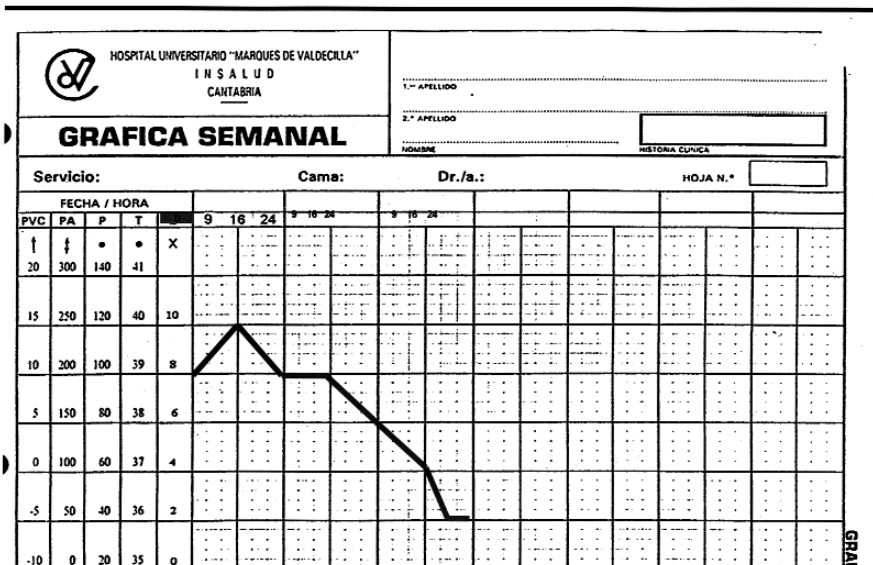 HOSPITAL UNIVERSITARIO "MARQUES DE VALDECILLA"
INSALUD
CANTABRIA
GRAFICA SEMANAL
1.- APELLIDO
2.º APELLIDO
NOMBRE
HISTORIA CLINICA
Servicio: Cama: Dr./a.: HOJA N.º
FECHA / HORA
PVC PA P T 9 16 24 9 16 24 9 16 24
X
20 300 140 41
15 250 120 40 10
10 200 100 39 8
5 150 80 38 6
0 100 60 37 4
-5 50 40 36 2
-10 0 20 35 0